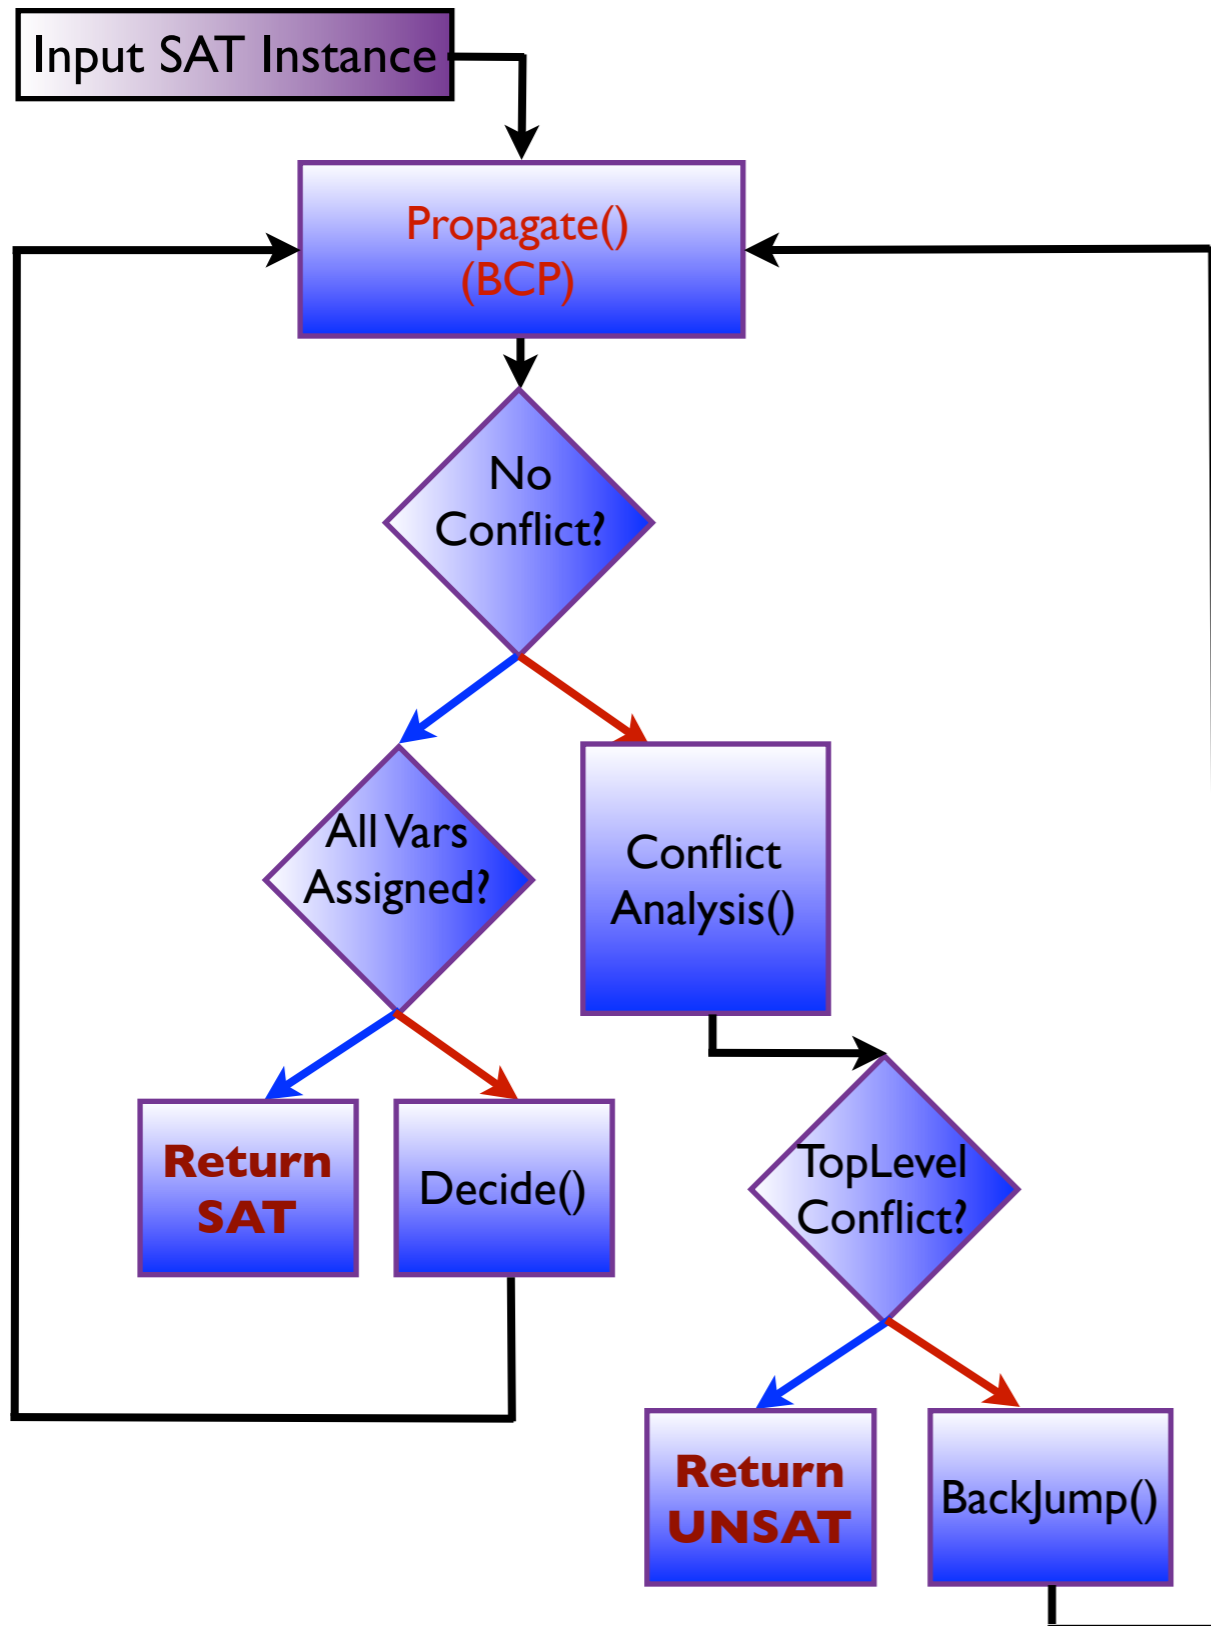 Input SAT Instance
Propagate()
(BCP)
No
Conflict?
All Vars
Assigned?
Conflict
Analysis()
Return
SAT
Decide()
TopLevel
Conflict?
Return
UNSAT
BackJump()